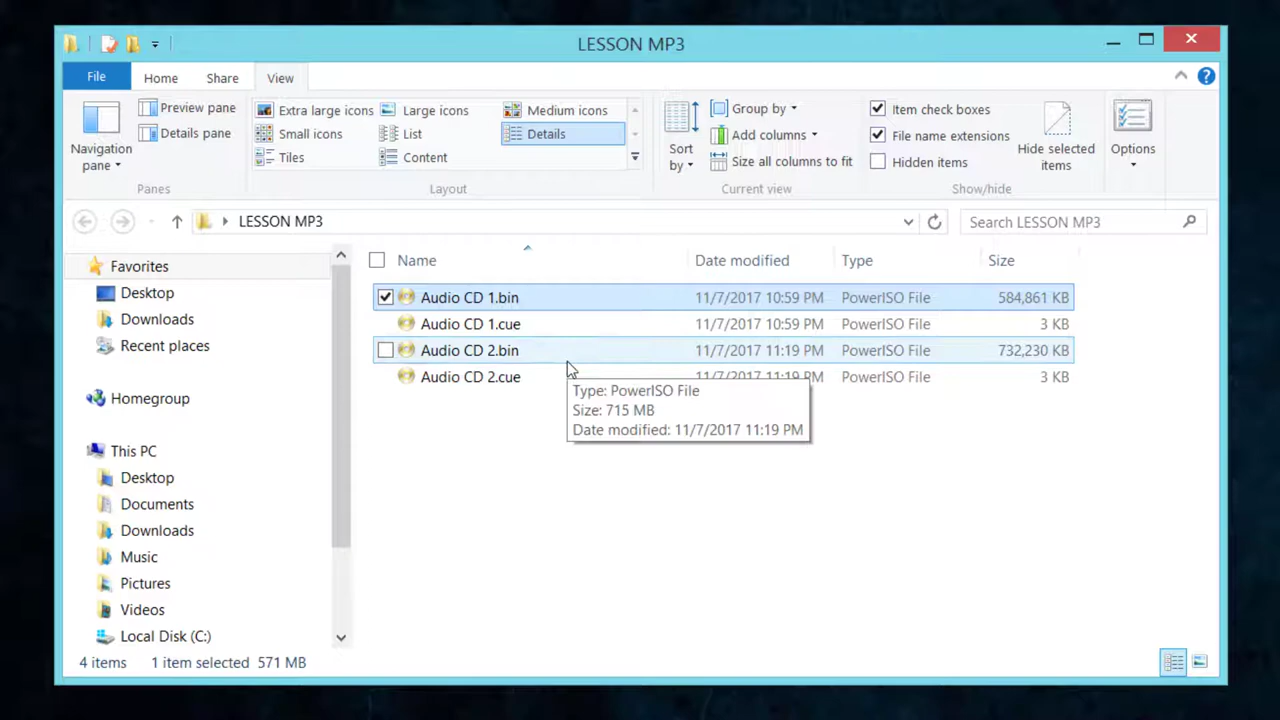 LESSON MP3
File Home Share View
Navigation pane
Preview pane
Details pane
Panes
Extra large icons Large icons Medium icons
Small icons List Details
Tiles Content
Layout
Sort by
Group by
Add columns
Size all columns to fit
Current view
Item check boxes
File name extensions
Hidden items
Hide selected items
Show/hide
Options
LESSON MP3
Search LESSON MP3
Favorites
Desktop
Downloads
Recent places
Homegroup
This PC
Desktop
Documents
Downloads
Music
Pictures
Videos
Local Disk (C:)
Name Date modified Type Size
Audio CD 1.bin 11/7/2017 10:59 PM PowerISO File 584,861 KB
Audio CD 1.cue 11/7/2017 10:59 PM PowerISO File 3 KB
Audio CD 2.bin 11/7/2017 11:19 PM PowerISO File 732,230 KB
Audio CD 2.cue 11/7/2017 11:19 PM PowerISO File 3 KB
Type: PowerISO File
Size: 715 MB
Date modified: 11/7/2017 11:19 PM
4 items 1 item selected 571 MB